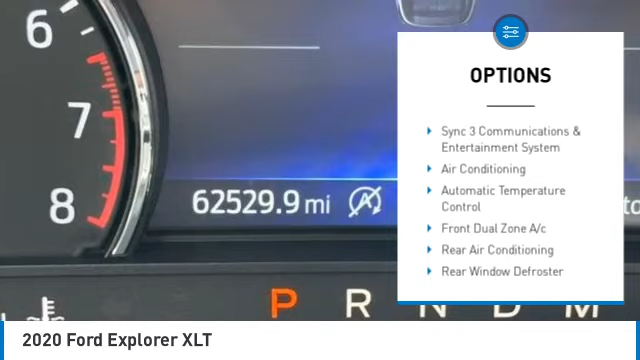 6
7
8
62529.9 mi
P R N D M
OPTIONS
Sync 3 Communications &
Entertainment System
Air Conditioning
Automatic Temperature
Control
Front Dual Zone A/c
Rear Air Conditioning
Rear Window Defroster
2020 Ford Explorer XLT